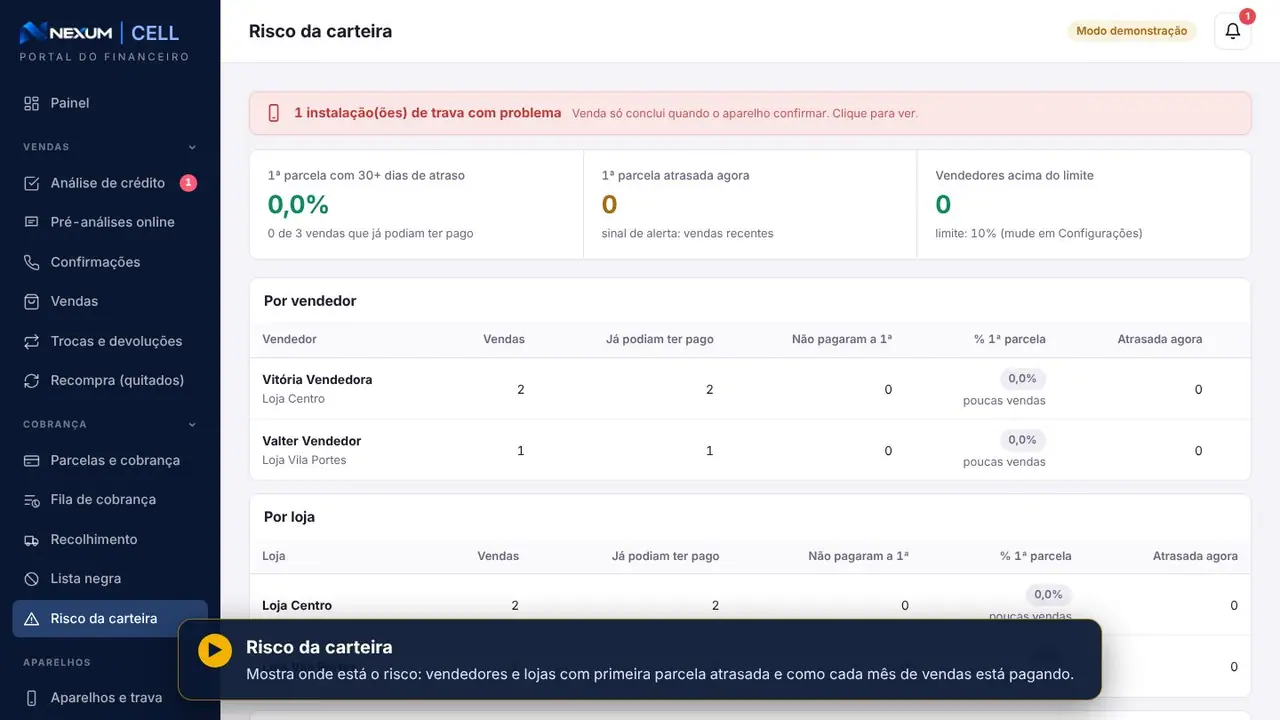 NEXUM | CELL
PORTAL DO FINANCEIRO
Painel
VENDAS
Análise de crédito 1
Pré-análises online
Confirmações
Vendas
Trocas e devoluções
Recompra (quitados)
COBRANÇA
Parcelas e cobrança
Fila de cobrança
Recolhimento
Lista negra
Risco da carteira
APARELHOS
Aparelhos e trava
Risco da carteira
Modo demonstração
1
1 instalação(ões) de trava com problema Venda só conclui quando o aparelho confirmar. Clique para ver.
1ª parcela com 30+ dias de atraso
0,0%
0 de 3 vendas que já podiam ter pago
1ª parcela atrasada agora
0
sinal de alerta: vendas recentes
Vendedores acima do limite
0
limite: 10% (mude em Configurações)
Por vendedor
Vendedor Vendas Já podiam ter pago Não pagaram a 1ª % 1ª parcela Atrasada agora
Vitória Vendedora 2 2 0 0,0% 0
Loja Centro poucas vendas
Valter Vendedor 1 1 0 0,0% 0
Loja Vila Portes poucas vendas
Por loja
Loja Vendas Já podiam ter pago Não pagaram a 1ª % 1ª parcela Atrasada agora
Loja Centro 2 2 0 0,0% 0
poucas vendas
0
Risco da carteira
Mostra onde está o risco: vendedores e lojas com primeira parcela atrasada e como cada mês de vendas está pagando.